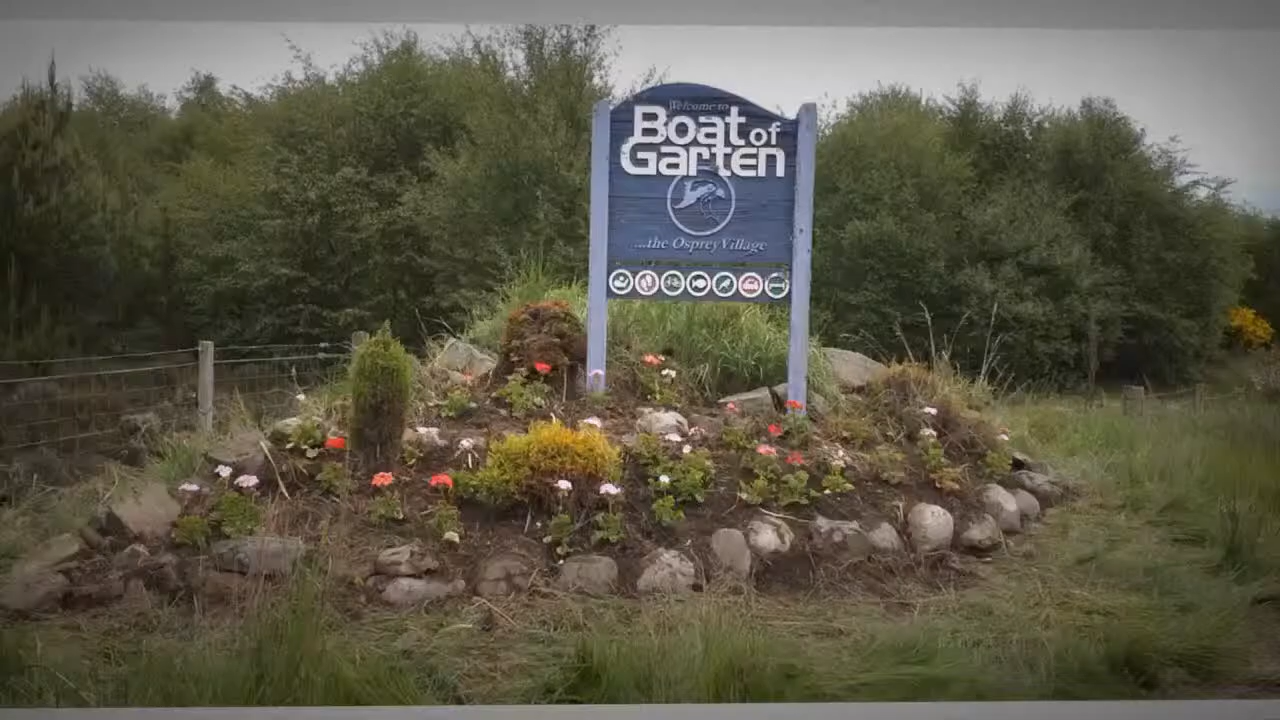 Welcome to
Boat of
Garten
....the Osprey Village